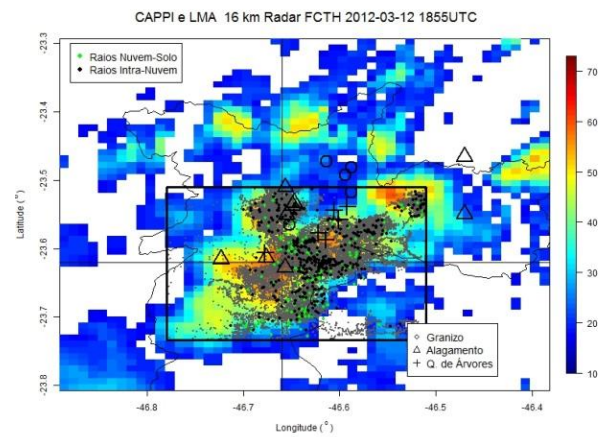 CAPPI e LMA 16 km Radar FCTH 2012-03-12 1855UTC
Raios Nuvem-Solo
Raios Intra-Nuvem
Latitude (°)
-23.3
-23.4
-23.5
-23.6
-23.7
-23.8
Granizo
Alagamento
Q. de Árvores
70
60
50
40
30
20
10
-46.8
-46.7
-46.6
-46.5
-46.4
Longitude (°)